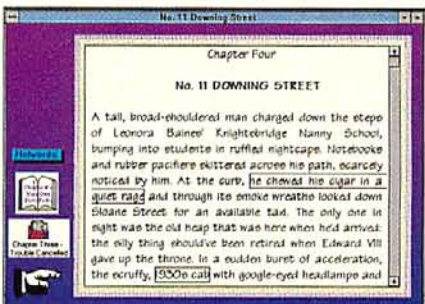 No. 11 Downing Street
Chapter Four
No. 11 DOWNING STREET
A tall, broad-shouldered man charged down the steps
of Leonora Baines' Knightsbridge Nanny School,
bumping into students in ruffled nightcaps. Notebooks
and rubber pacifiers skittered across his path, scarcely
noticed by him. At the curb, he chewed his cigar in a
quiet rage and through its smoke wreaths looked down
Sloane Street for an available taxi. The only one in
sight was the old heap that was here when he'd arrived:
the silly thing should've been retired when Edward VIII
gave up the throne. In a sudden burst of acceleration,
the scruffy, 1930s cab with google-eyed headlamps and
Hotwords!
Chapter Three -
Trouble Cancelled